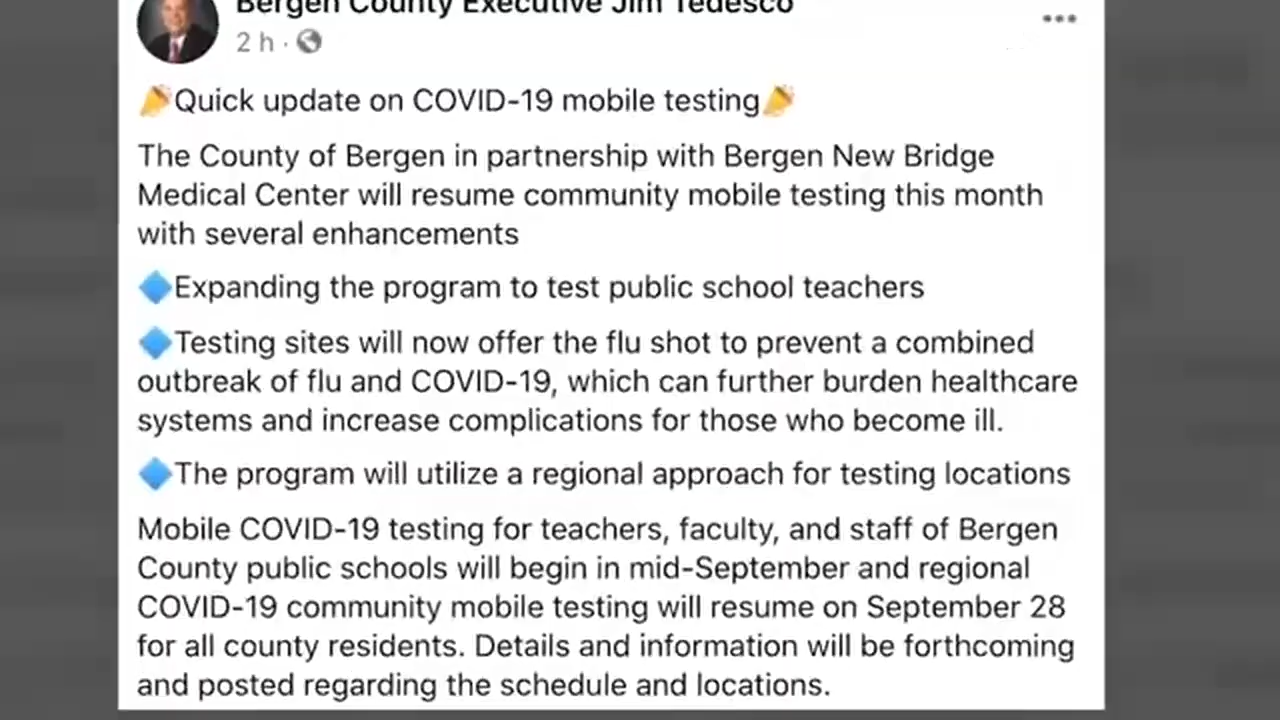 Bergen County Executive Jim Tedesco
2 h ·
Quick update on COVID-19 mobile testing
The County of Bergen in partnership with Bergen New Bridge
Medical Center will resume community mobile testing this month
with several enhancements
Expanding the program to test public school teachers
Testing sites will now offer the flu shot to prevent a combined
outbreak of flu and COVID-19, which can further burden healthcare
systems and increase complications for those who become ill.
The program will utilize a regional approach for testing locations
Mobile COVID-19 testing for teachers, faculty, and staff of Bergen
County public schools will begin in mid-September and regional
COVID-19 community mobile testing will resume on September 28
for all county residents. Details and information will be forthcoming
and posted regarding the schedule and locations.